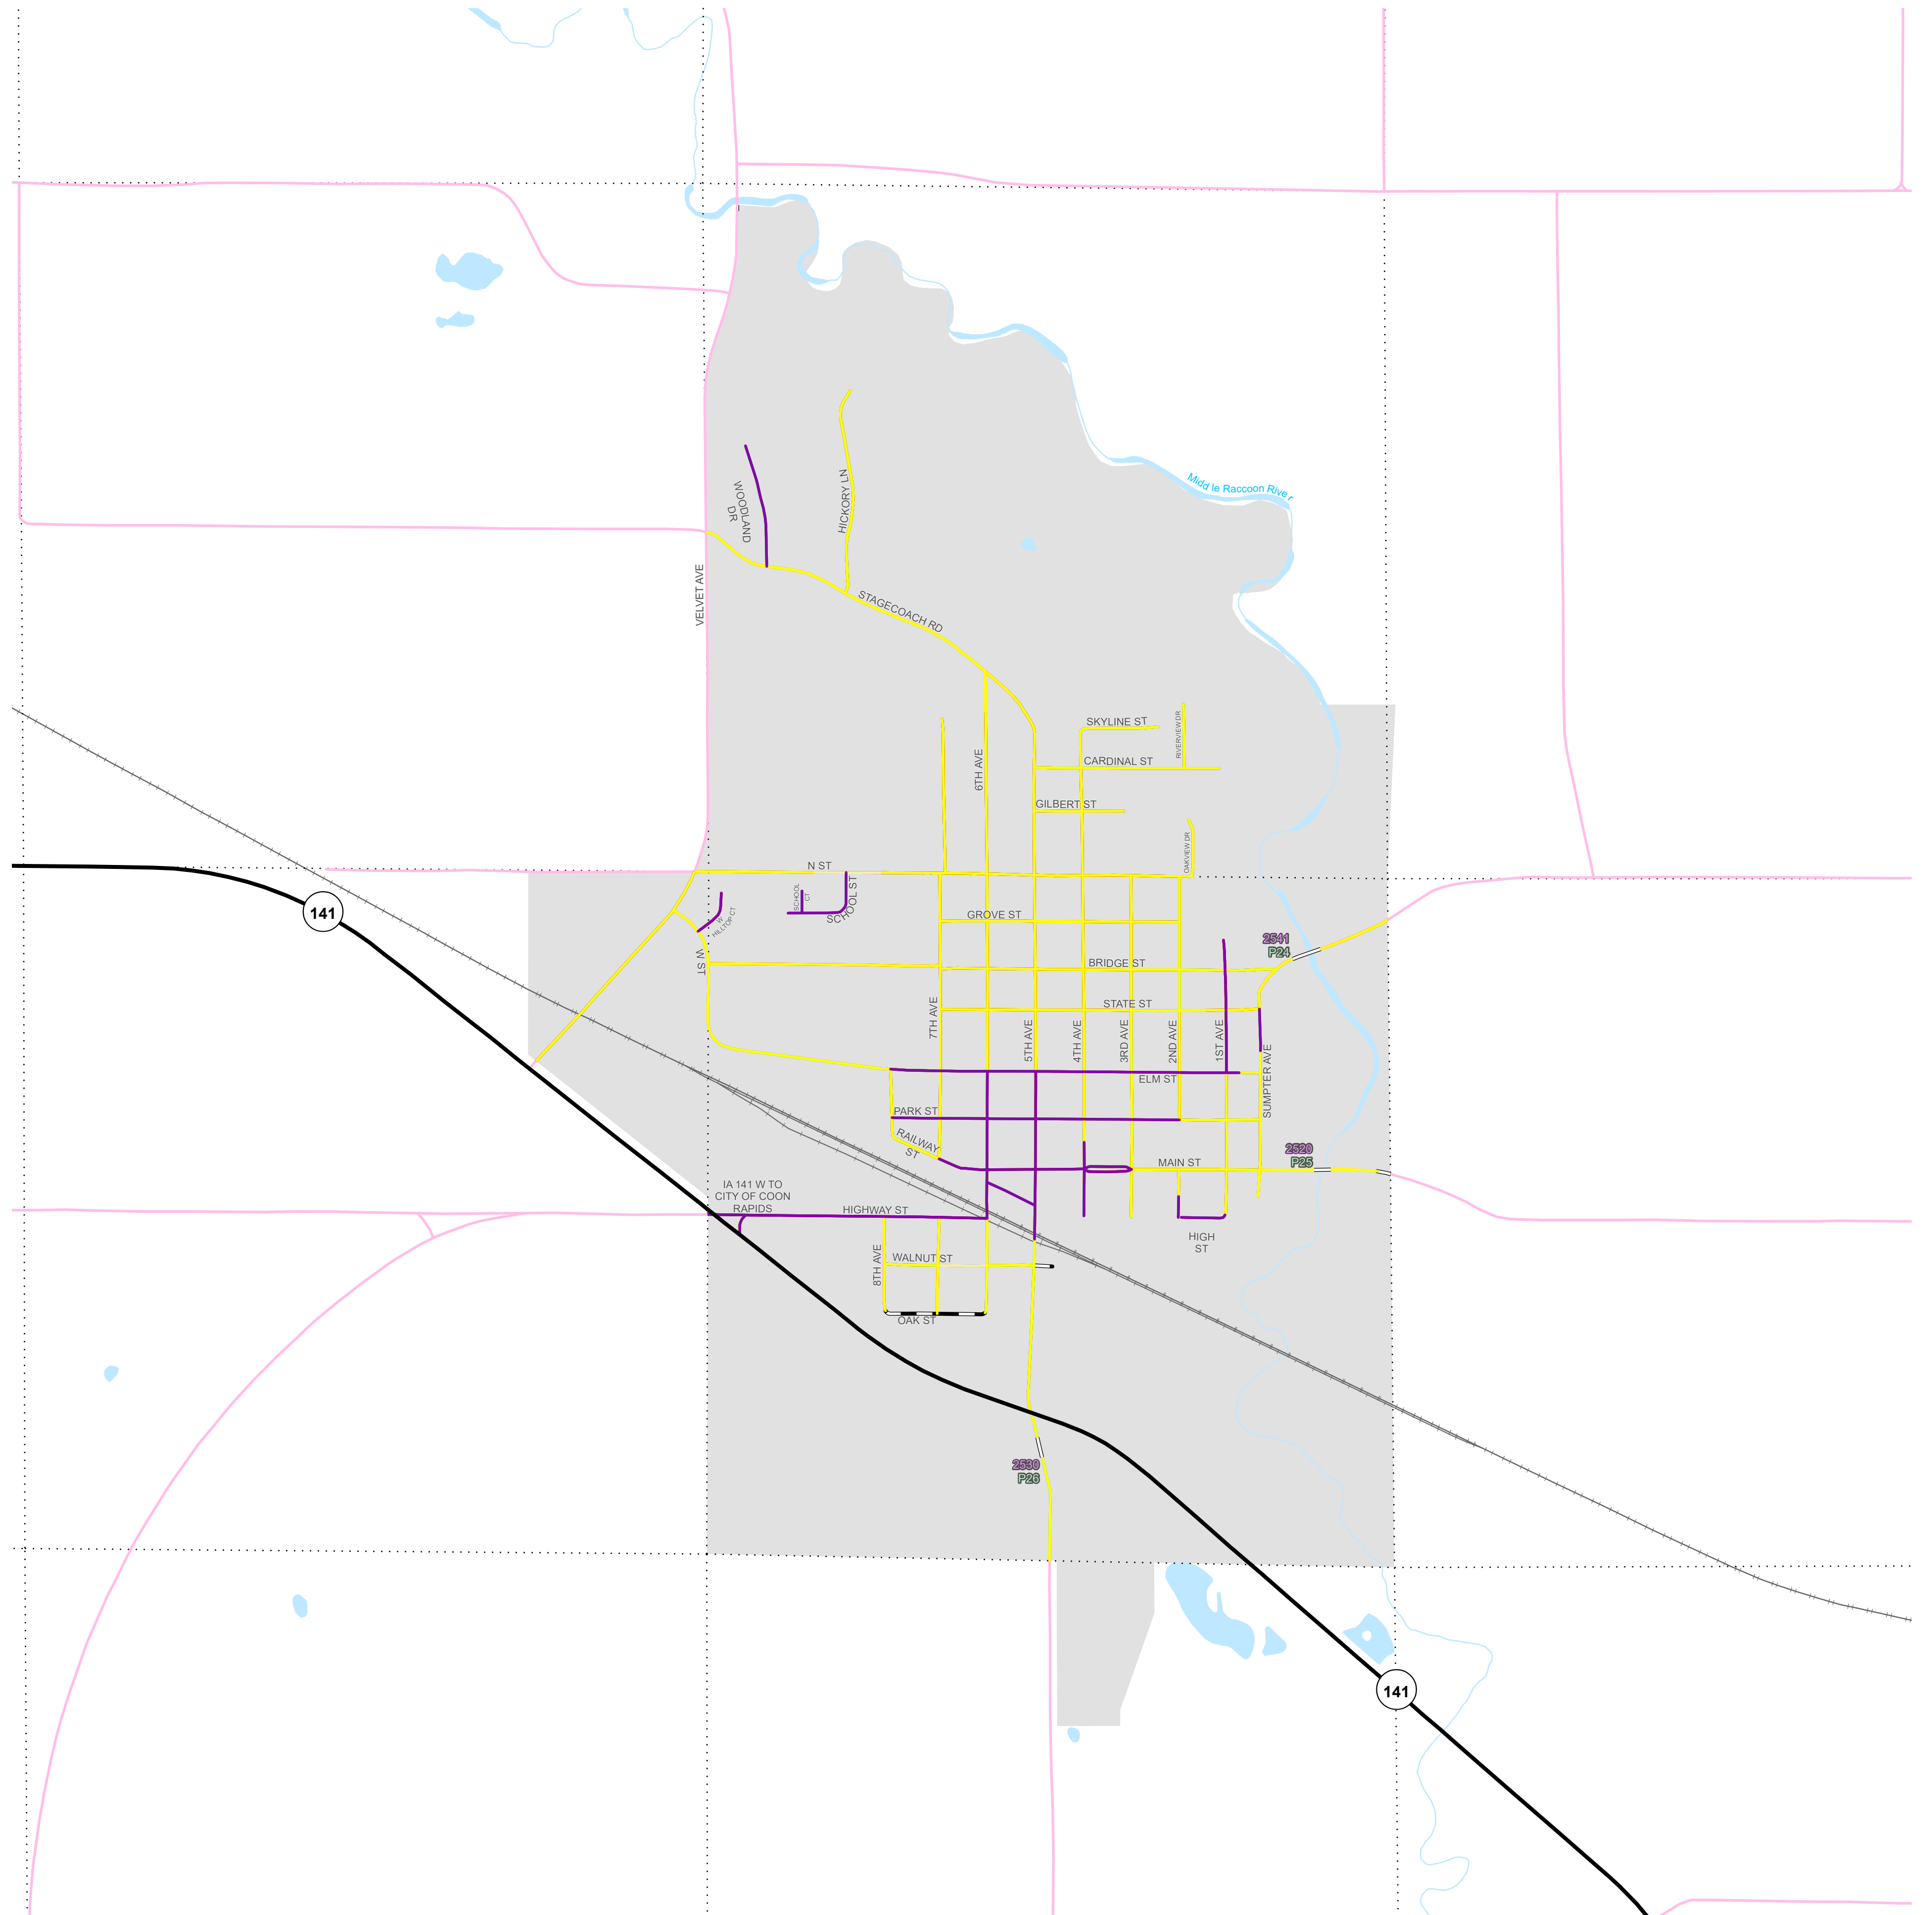 Midd le Raccoon Rive r
WOODLAND
DR
HICKORY LN
VELVET AVE
STAGECOACH RD
SKYLINE ST
RIVERVIEW DR
6TH AVE
CARDINAL ST
GILBERT ST
OAKVIEW DR
N ST
SCHOOL
CT
SCHOOL ST
SCHOOL ST
141
W
HILLTOP CT
GROVE ST
2541
P24
W ST
BRIDGE ST
STATE ST
7TH AVE
5TH AVE
4TH AVE
3RD AVE
2ND AVE
1ST AVE
SUMPTER AVE
ELM ST
PARK ST
RAILWAY
ST
2520
P25
MAIN ST
IA 141 W TO
CITY OF COON
RAPIDS
HIGHWAY ST
HIGH
ST
8TH AVE
WALNUT ST
OAK ST
2530
P26
141